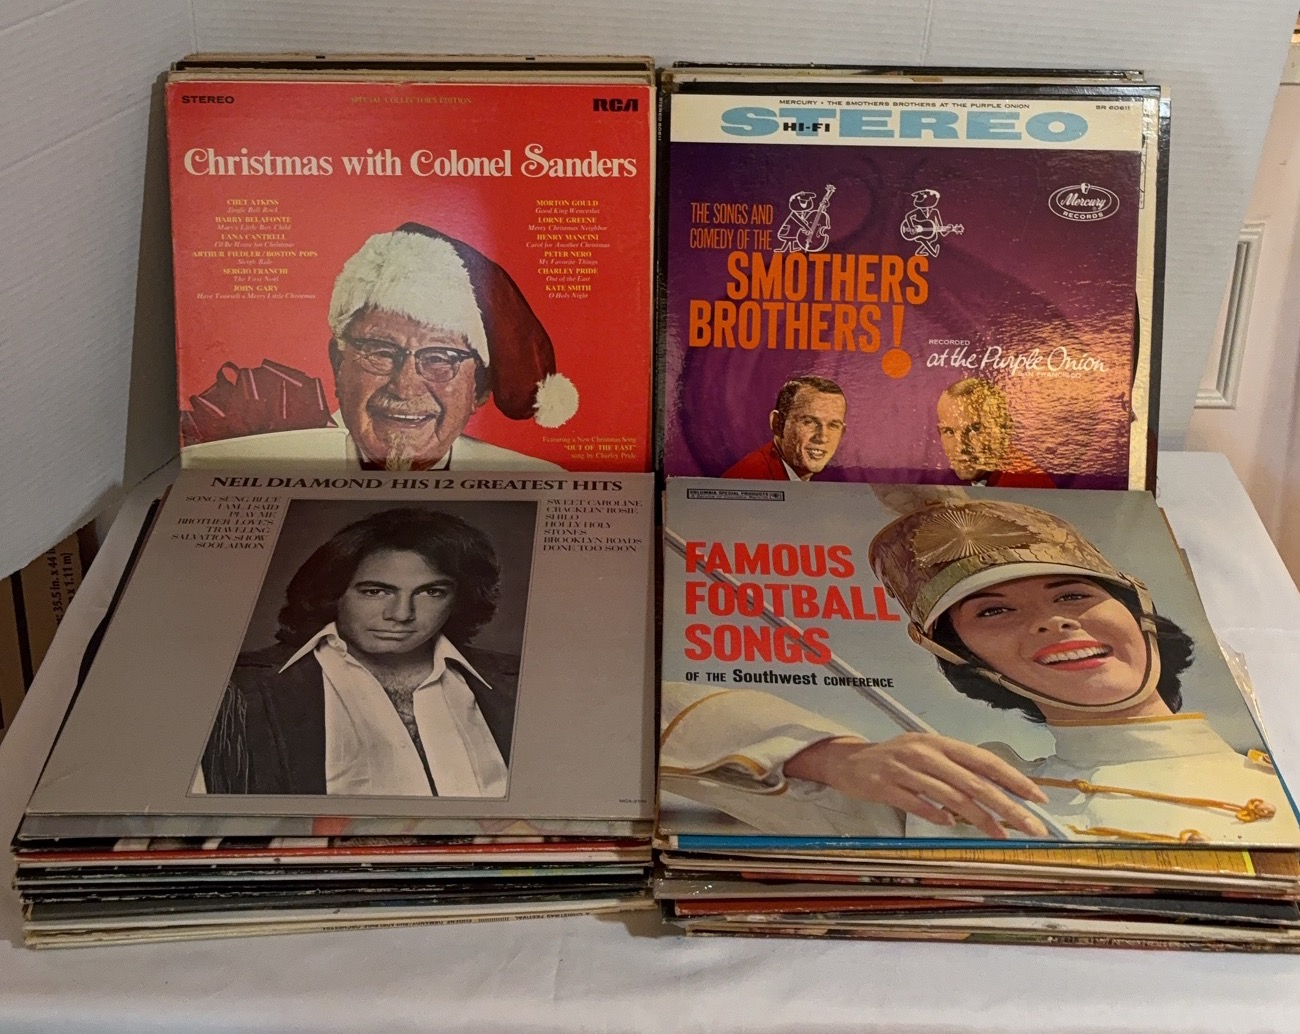 STEREO
SPECIAL COLLECTOR'S EDITION
RCA
Christmas with Colonel Sanders
CHET ATKINS
Jingle Bell Rock
HARRY BELAFONTE
Mary's Little Boy Child
LANA CANTRELL
I'll Be Home for Christmas
ARTHUR FIEDLER/BOSTON POPS
Sleigh Ride
SERGIO FRANCHI
The First Noël
JOHN GARY
Have Yourself a Merry Little Christmas
MORTON GOULD
Good King Wenceslas
LORNE GREENE
Merry Christmas Neighbor
HENRY MANCINI
Carol for Another Christmas
PETER NERO
My Favorite Things
CHARLEY PRIDE
Out of the East
KATE SMITH
O Holy Night
Featuring a New Christmas Song
"OUT OF THE EAST"
sung by Charley Pride
MERCURY • THE SMOTHERS BROTHERS AT THE PURPLE ONION
SR 60611
STEREO
HI-FI
THE SONGS AND
COMEDY OF THE
SMOTHERS
BROTHERS!
Mercury
RECORDS
RECORDED
at the Purple Onion
SAN FRANCISCO
NEIL DIAMOND HIS 12 GREATEST HITS
SONG SUNG BLUE
I AM...I SAID
PLAY ME
BROTHER LOVE'S
TRAVELING
SALVATION SHOW
SOOLAIMON
SWEET CAROLINE
CRACKLIN' ROSIE
SHILO
HOLLY HOLY
STONES
BROOKLYN ROADS
DONE TOO SOON
COLUMBIA SPECIAL PRODUCTS
FAMOUS
FOOTBALL
SONGS
OF THE Southwest CONFERENCE